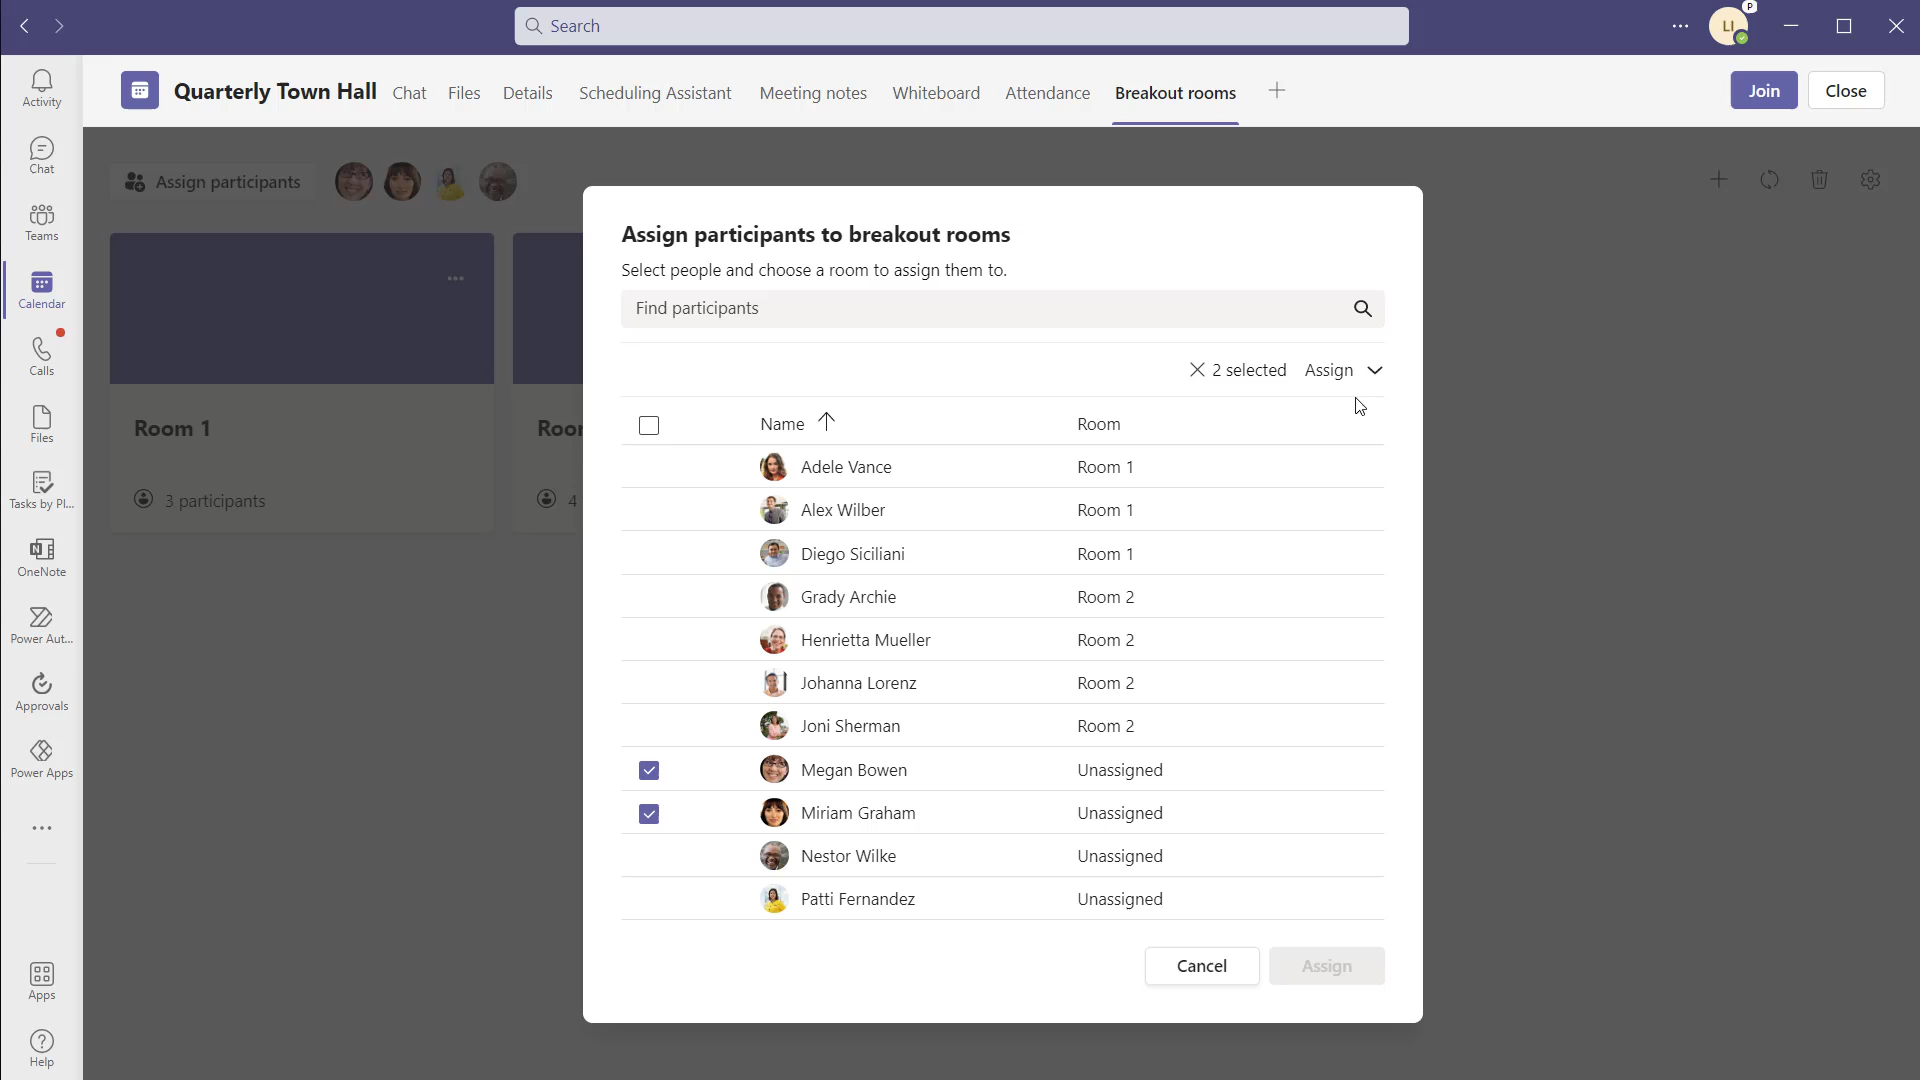 Search
LI
P
Activity
Chat
Teams
Calendar
Calls
Files
Tasks by Pl...
OneNote
Power Aut...
Approvals
Power Apps
Apps
Help
Quarterly Town Hall Chat Files Details Scheduling Assistant Meeting notes Whiteboard Attendance Breakout rooms
Join Close
Assign participants
Room 1
3 participants
4
Assign participants to breakout rooms
Select people and choose a room to assign them to.
Find participants
2 selected Assign
Name Room
Adele Vance Room 1
Alex Wilber Room 1
Diego Siciliani Room 1
Grady Archie Room 2
Henrietta Mueller Room 2
Johanna Lorenz Room 2
Joni Sherman Room 2
Megan Bowen Unassigned
Miriam Graham Unassigned
Nestor Wilke Unassigned
Patti Fernandez Unassigned
Cancel Assign